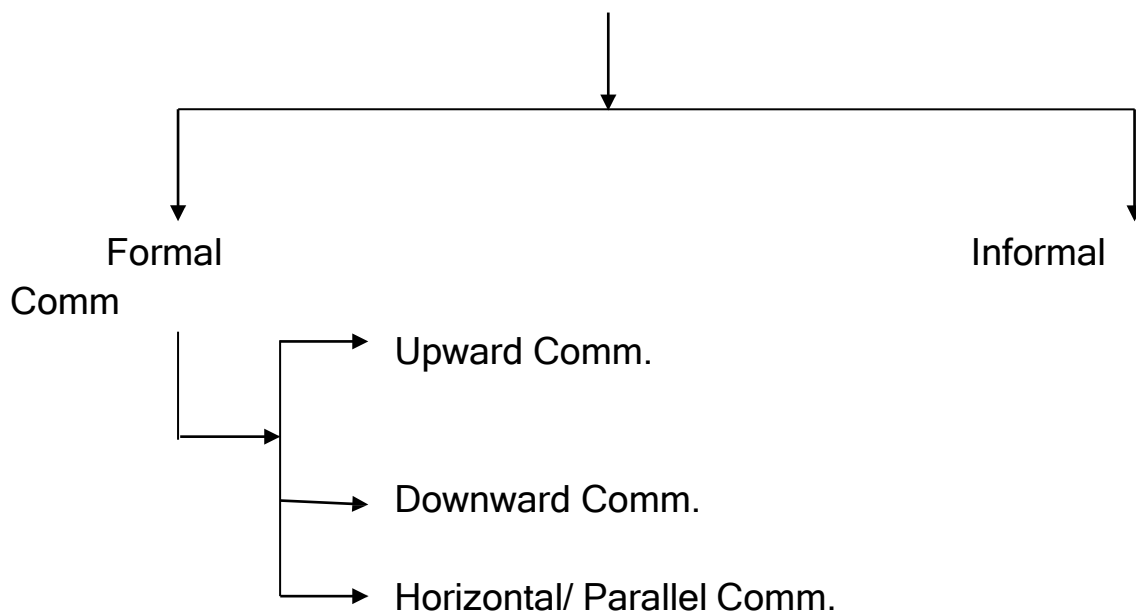 Formal Informal
Comm
Upward Comm.
Downward Comm.
Horizontal/ Parallel Comm.